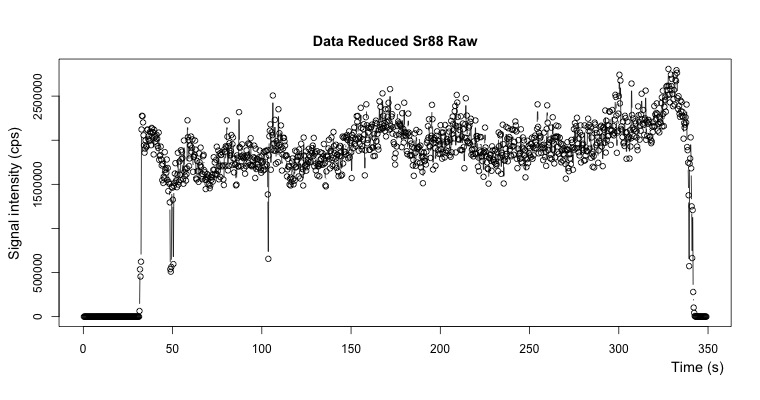 Data Reduced Sr88 Raw
Signal intensity (cps)
2500000
1500000
500000
0
0 50 100 150 200 250 300 350
Time (s)